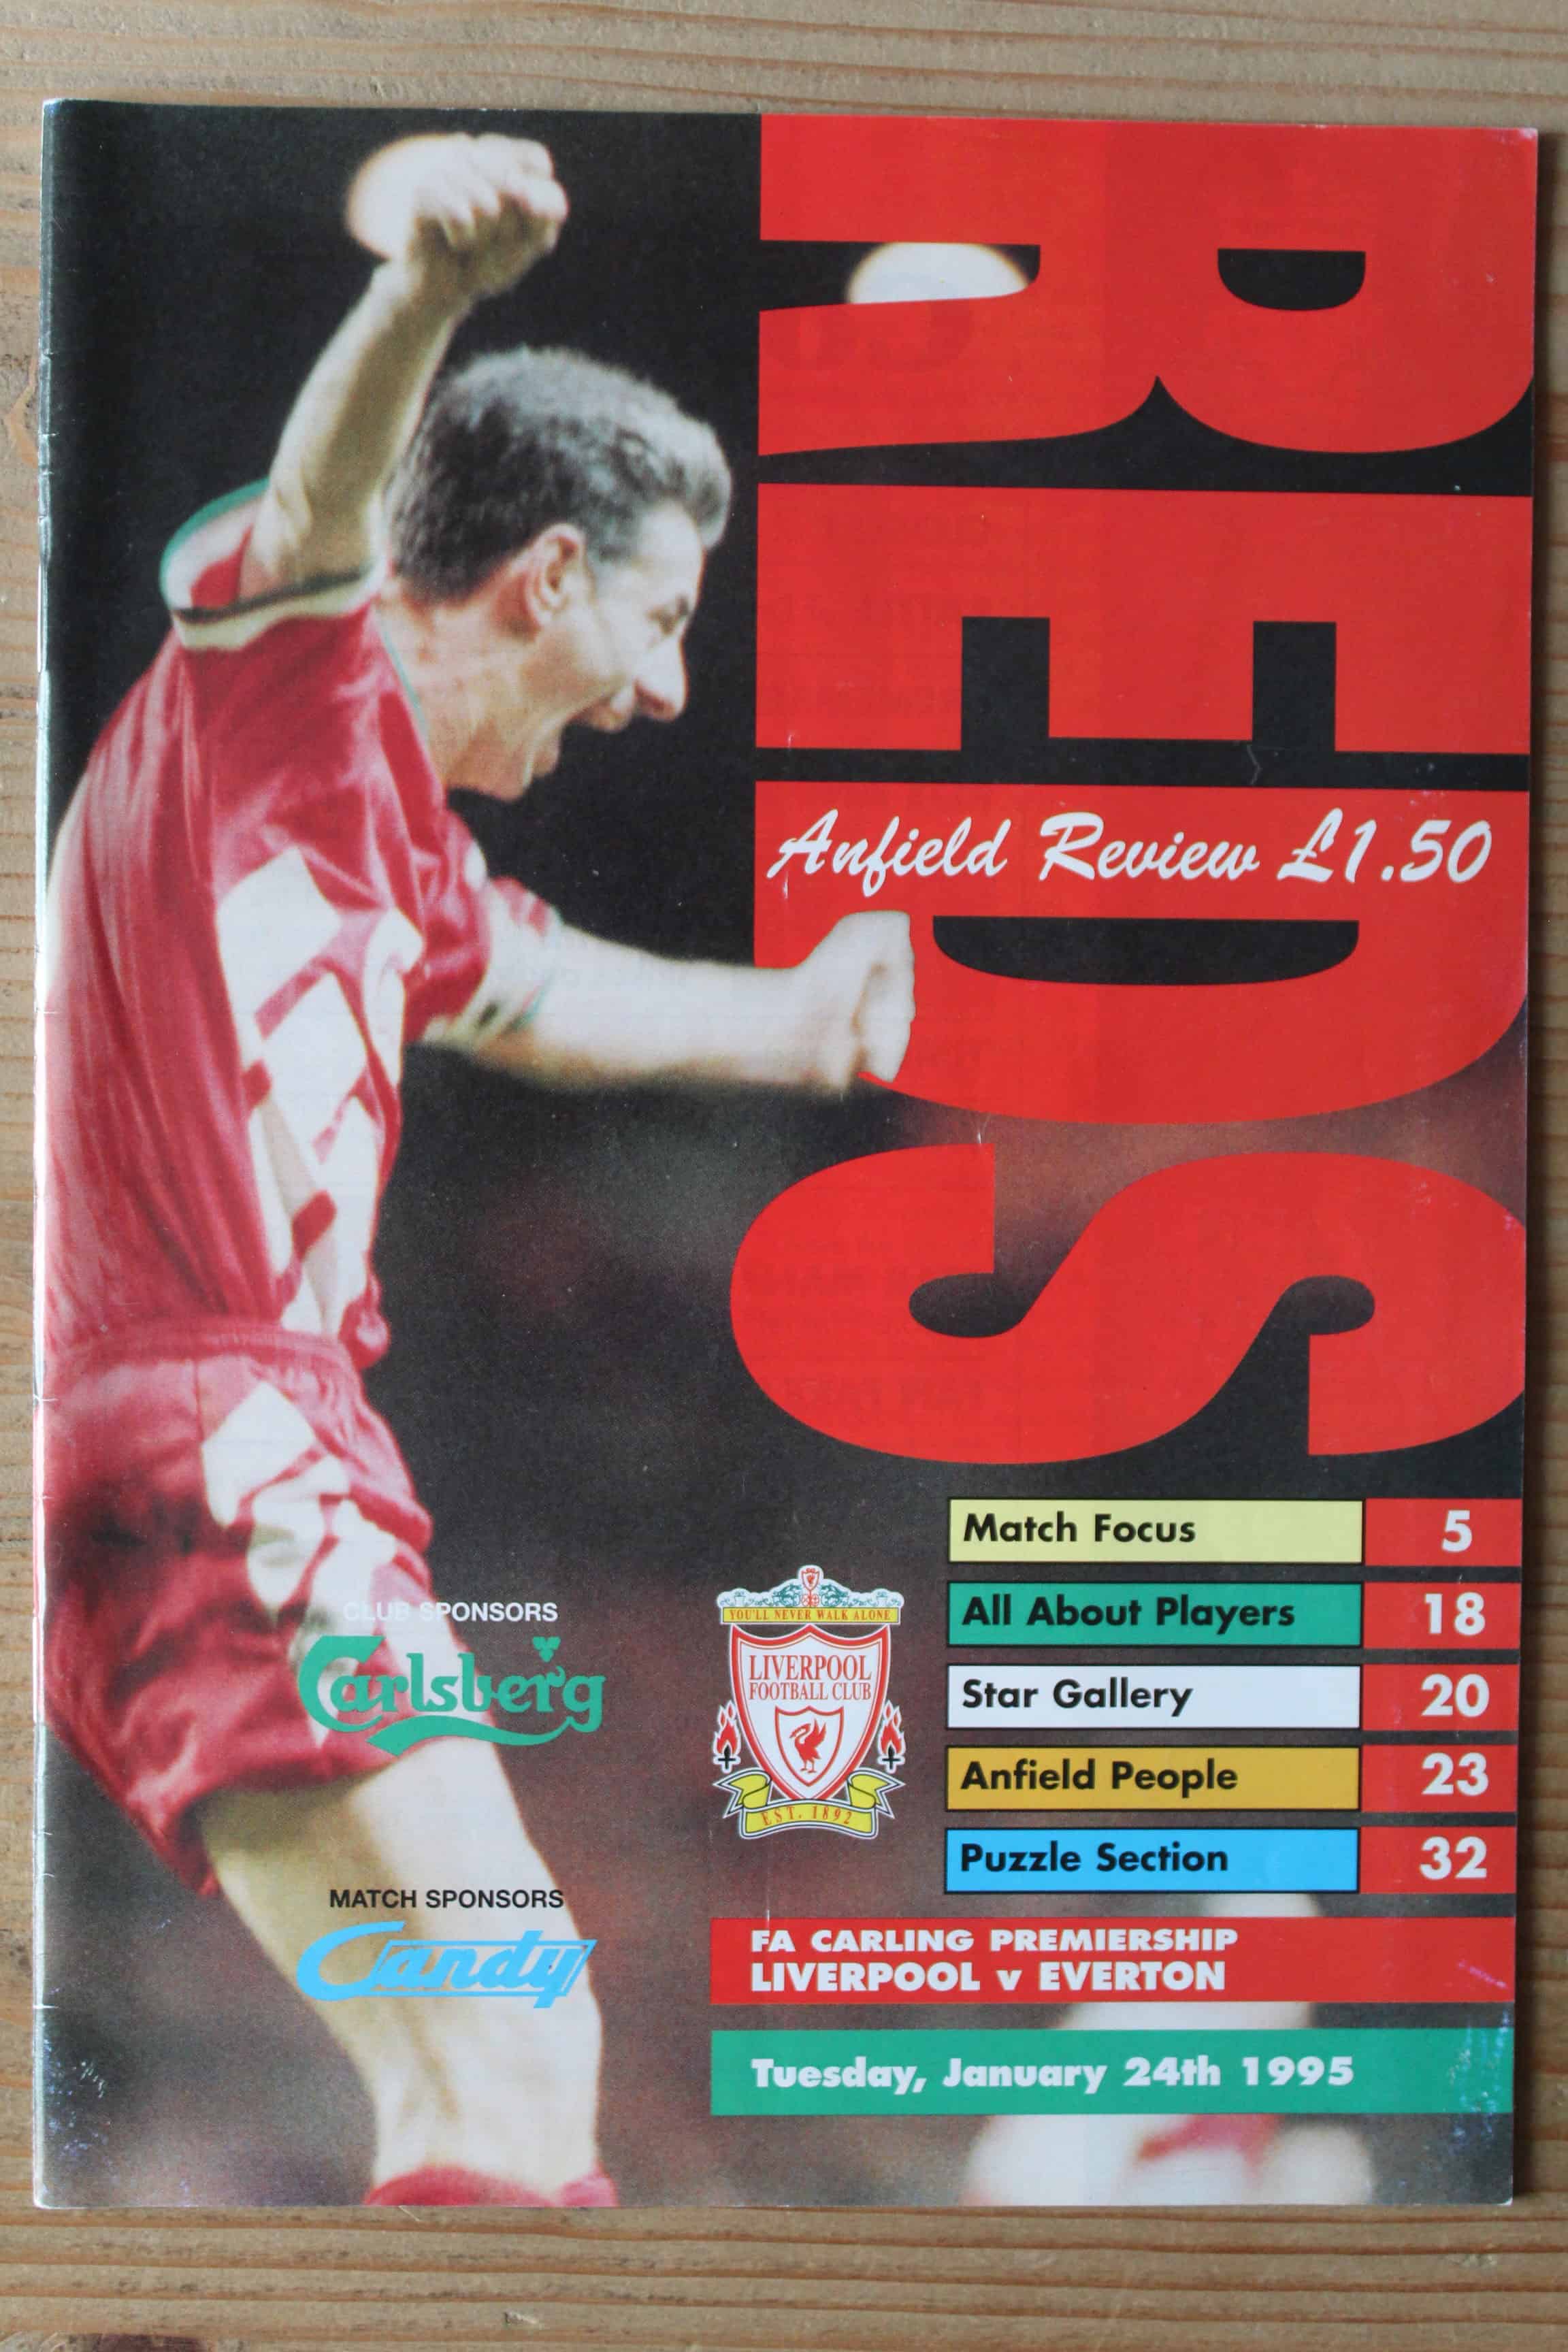 REDS
Anfield Review £1.50
Match Focus 5
All About Players 18
Star Gallery 20
Anfield People 23
Puzzle Section 32
CLUB SPONSORS
Carlsberg
YOU'LL NEVER WALK ALONE
LIVERPOOL
FOOTBALL CLUB
EST. 1892
MATCH SPONSORS
Candy
FA CARLING PREMIERSHIP
LIVERPOOL v EVERTON
Tuesday, January 24th 1995